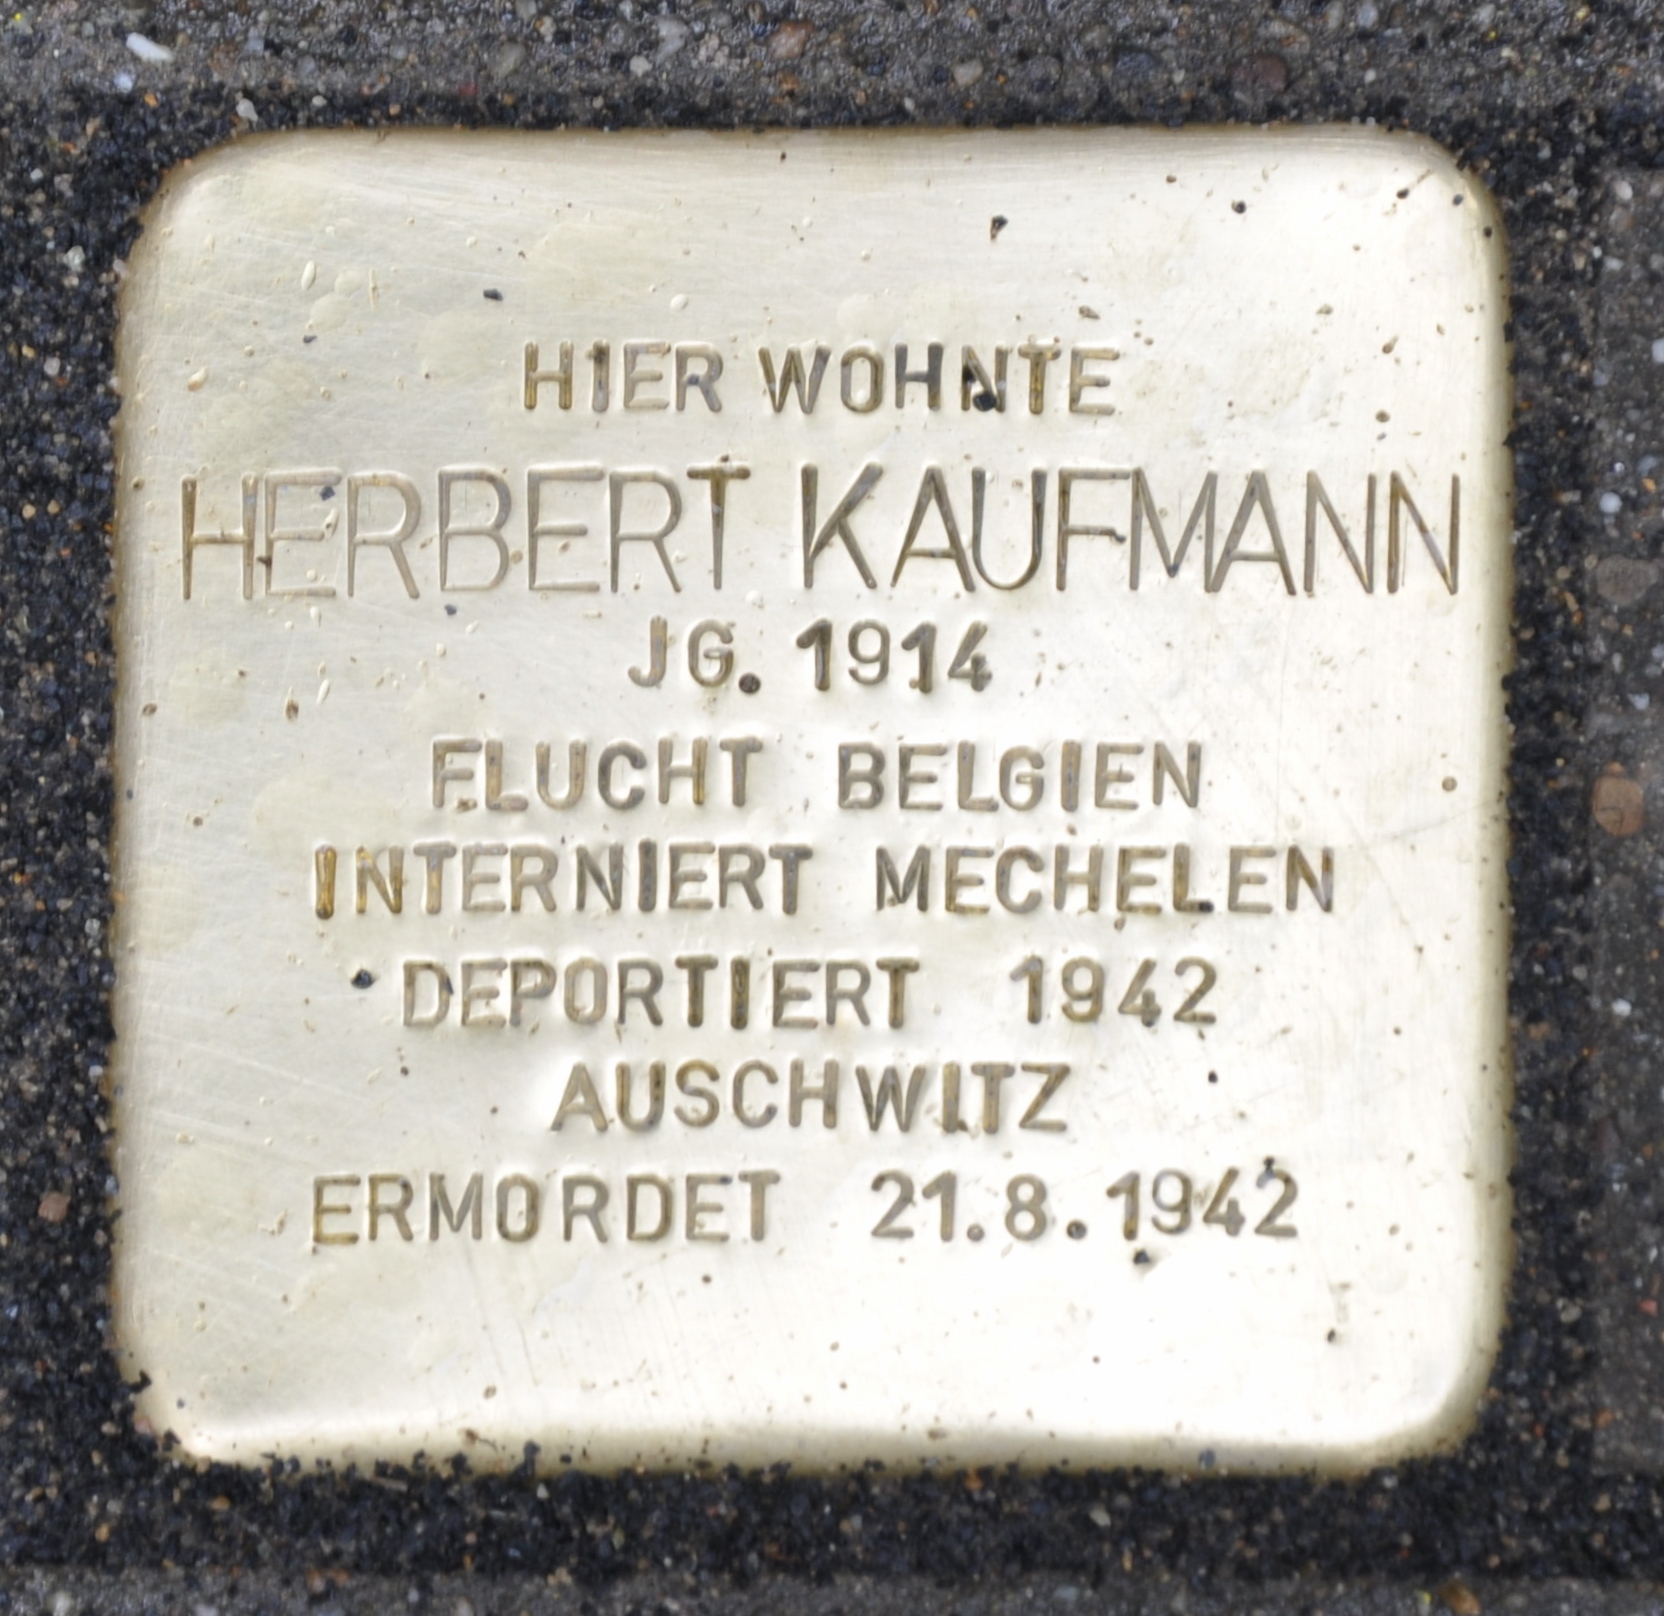 HIER WOHNTE
HERBERT KAUFMANN
JG. 1914
FLUCHT BELGIEN
INTERNIERT MECHELEN
DEPORTIERT 1942
AUSCHWITZ
ERMORDET 21.8.1942